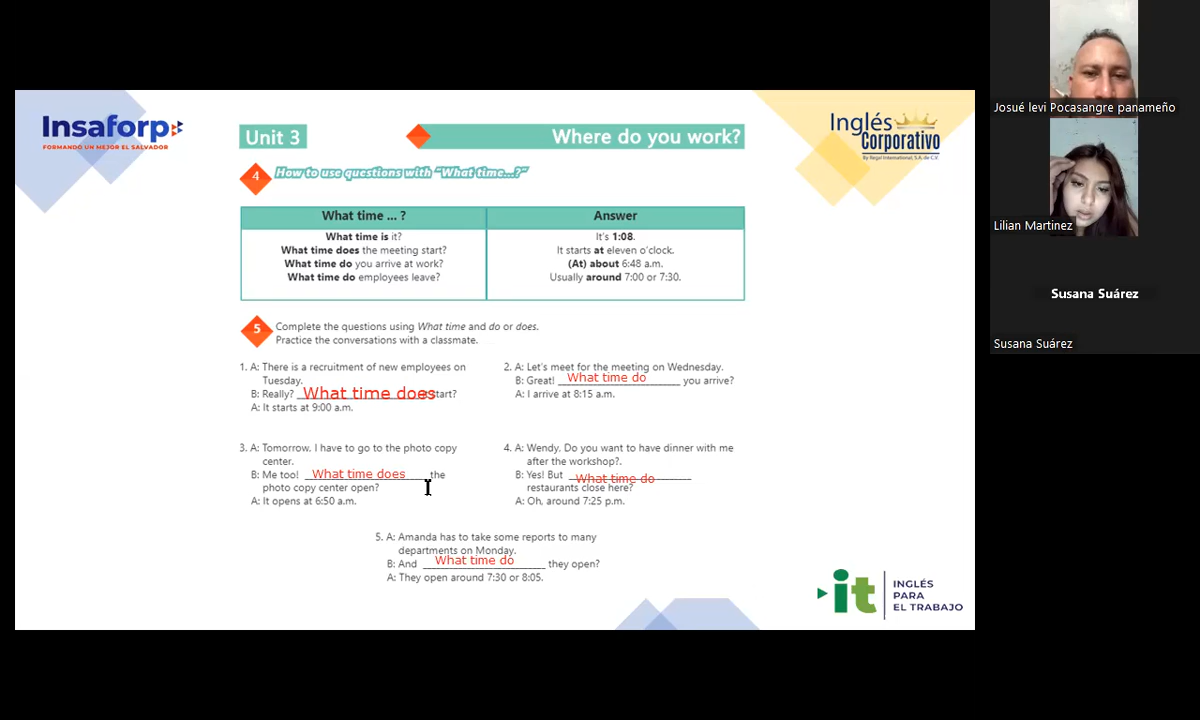 Insaforp
FORMANDO UN MEJOR EL SALVADOR
Unit 3
Where do you work?
Inglés
Corporativo
By Regal International, S.A. de C.V.
4
How to use questions with “What time...?”
What time ... ?
Answer
What time is it?
It's 1:08.
What time does the meeting start?
It starts at eleven o’clock.
What time do you arrive at work?
(At) about 6:48 a.m.
What time do employees leave?
Usually around 7:00 or 7:30.
5
Complete the questions using What time and do or does.
Practice the conversations with a classmate.
1. A: There is a recruitment of new employees on
Tuesday.
B: Really? What time does start?
A: It starts at 9:00 a.m.
2. A: Let’s meet for the meeting on Wednesday.
B: Great! What time do you arrive?
A: I arrive at 8:15 a.m.
3. A: Tomorrow. I have to go to the photo copy
center.
B: Me too! What time does the
photo copy center open?
A: It opens at 6:50 a.m.
4. A: Wendy. Do you want to have dinner with me
after the workshop?.
B: Yes! But What time do
restaurants close here?
A: Oh, around 7:25 p.m.
5. A: Amanda has to take some reports to many
departments on Monday.
B: And What time do they open?
A: They open around 7:30 or 8:05.
it
INGLÉS
PARA
EL TRABAJO
Josué levi Pocasangre panameño
Lilian Martinez
Susana Suárez
Susana Suárez